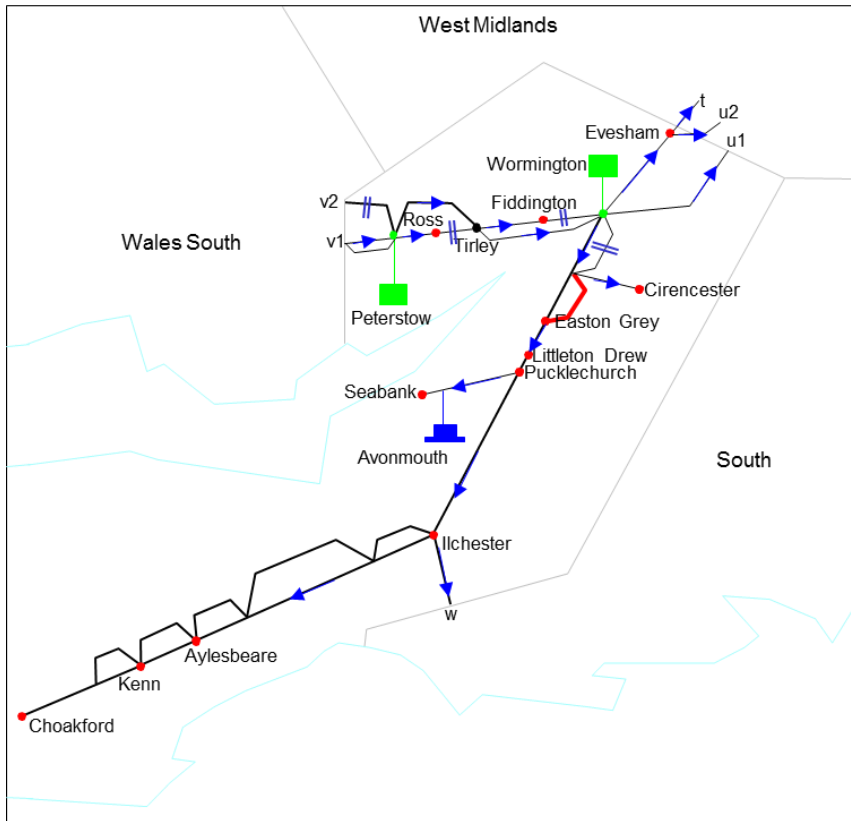 West Midlands
t
u2
Evesham
u1
Wormington
v2
Ross
Fiddington
Wales South
v1
Tirley
Cirencester
Peterstow
Easton Grey
Littleton Drew
Pucklechurch
Seabank
Avonmouth
South
Ilchester
w
Aylesbeare
Kenn
Choakford